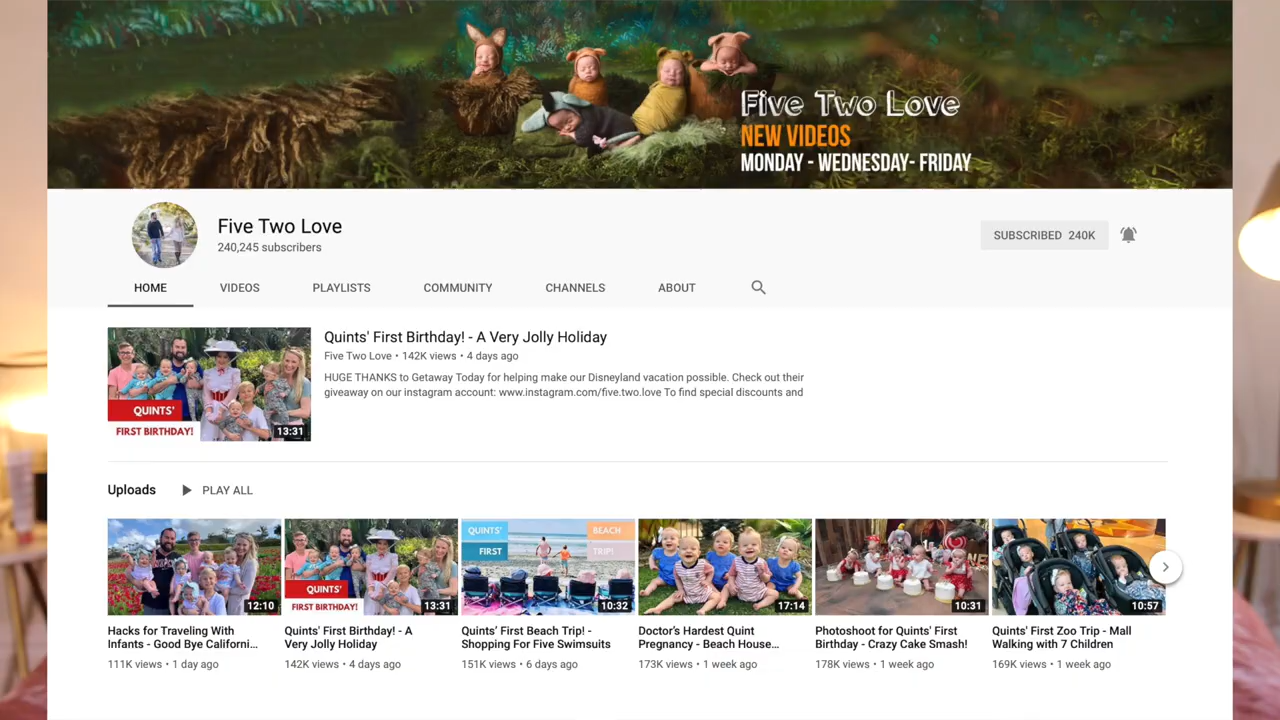 Five Two Love
NEW VIDEOS
MONDAY - WEDNESDAY- FRIDAY
Five Two Love
240,245 subscribers
SUBSCRIBED 240K
HOME VIDEOS PLAYLISTS COMMUNITY CHANNELS ABOUT
QUINTS'
FIRST BIRTHDAY!
13:31
Quints' First Birthday! - A Very Jolly Holiday
Five Two Love • 142K views • 4 days ago
HUGE THANKS to Getaway Today for helping make our Disneyland vacation possible. Check out their
giveaway on our instagram account: www.instagram.com/five.two.love To find special discounts and
Uploads PLAY ALL
12:10
Hacks for Traveling With
Infants - Good Bye Californi...
111K views • 1 day ago
QUINTS'
FIRST BIRTHDAY!
13:31
Quints' First Birthday! - A
Very Jolly Holiday
142K views • 4 days ago
QUINTS' BEACH
FIRST TRIP!
10:32
Quints’ First Beach Trip! -
Shopping For Five Swimsuits
151K views • 6 days ago
17:14
Doctor’s Hardest Quint
Pregnancy - Beach House...
173K views • 1 week ago
10:31
Photoshoot for Quints' First
Birthday - Crazy Cake Smash!
178K views • 1 week ago
10:57
Quints' First Zoo Trip - Mall
Walking with 7 Children
169K views • 1 week ago